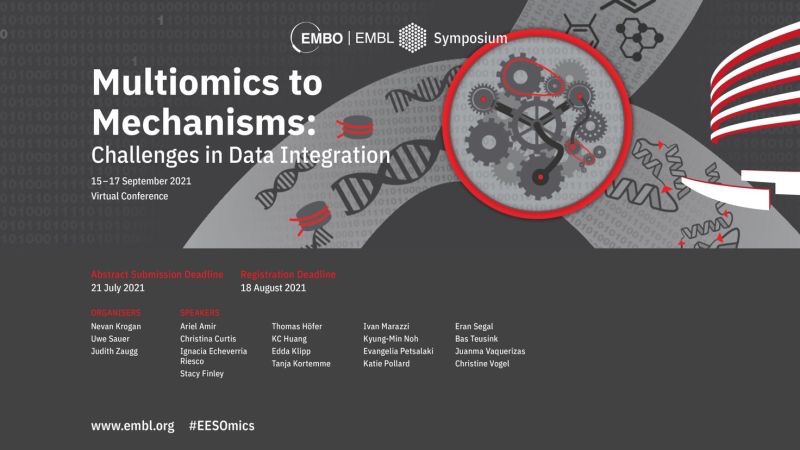 EMBO | EMBL Symposium
Multiomics to
Mechanisms:
Challenges in Data Integration
15–17 September 2021
Virtual Conference
Abstract Submission Deadline
21 July 2021
Registration Deadline
18 August 2021
ORGANISERS
Nevan Krogan
Uwe Sauer
Judith Zaugg
SPEAKERS
Ariel Amir
Christina Curtis
Ignacia Echeverria
Riesco
Stacy Finley
Thomas Höfer
KC Huang
Edda Klipp
Tanja Kortemme
Ivan Marazzi
Kyung-Min Noh
Evangelia Petsalaki
Katie Pollard
Eran Segal
Bas Teusink
Juanma Vaquerizas
Christine Vogel
www.embl.org #EESOmics